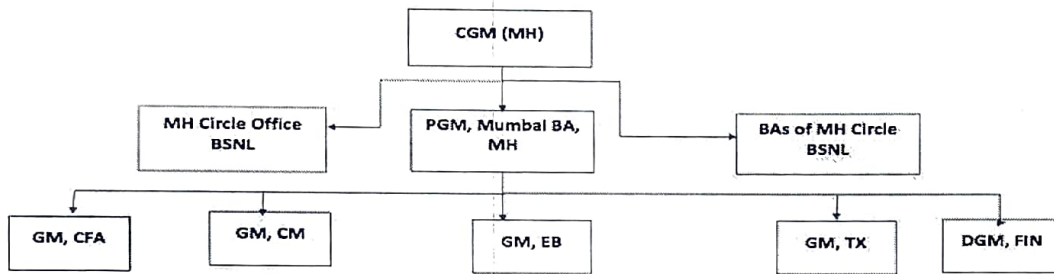 CGM (MH)
MH Circle Office
BSNL
PGM, Mumbai BA,
MH
BAs of MH Circle
BSNL
GM, CFA
GM, CM
GM, EB
GM, TX
DGM, FIN